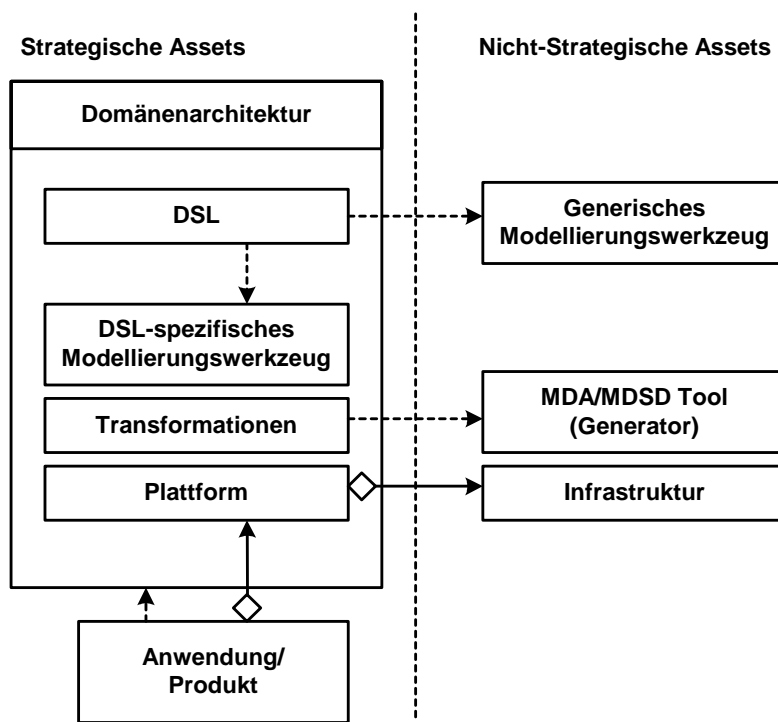 Strategische Assets
Nicht-Strategische Assets
Domänenarchitektur
DSL
Generisches
Modellierungswerkzeug
DSL-spezifisches
Modellierungswerkzeug
Transformationen
MDA/MDSD Tool
(Generator)
Plattform
Infrastruktur
Anwendung/
Produkt